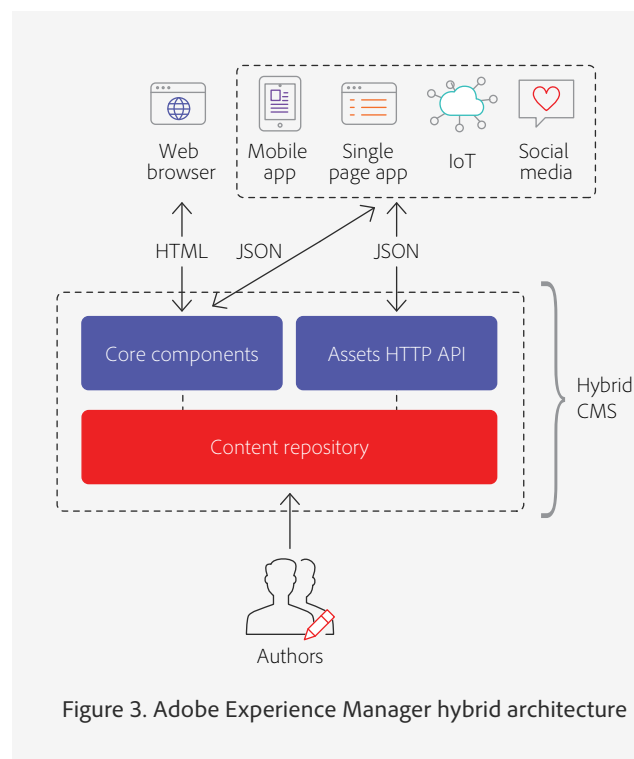 Web
browser
Mobile
app
Single
page app
IoT
Social
media
HTML
JSON
JSON
Core components
Assets HTTP API
Hybrid
CMS
Content repository
Authors
Figure 3. Adobe Experience Manager hybrid architecture